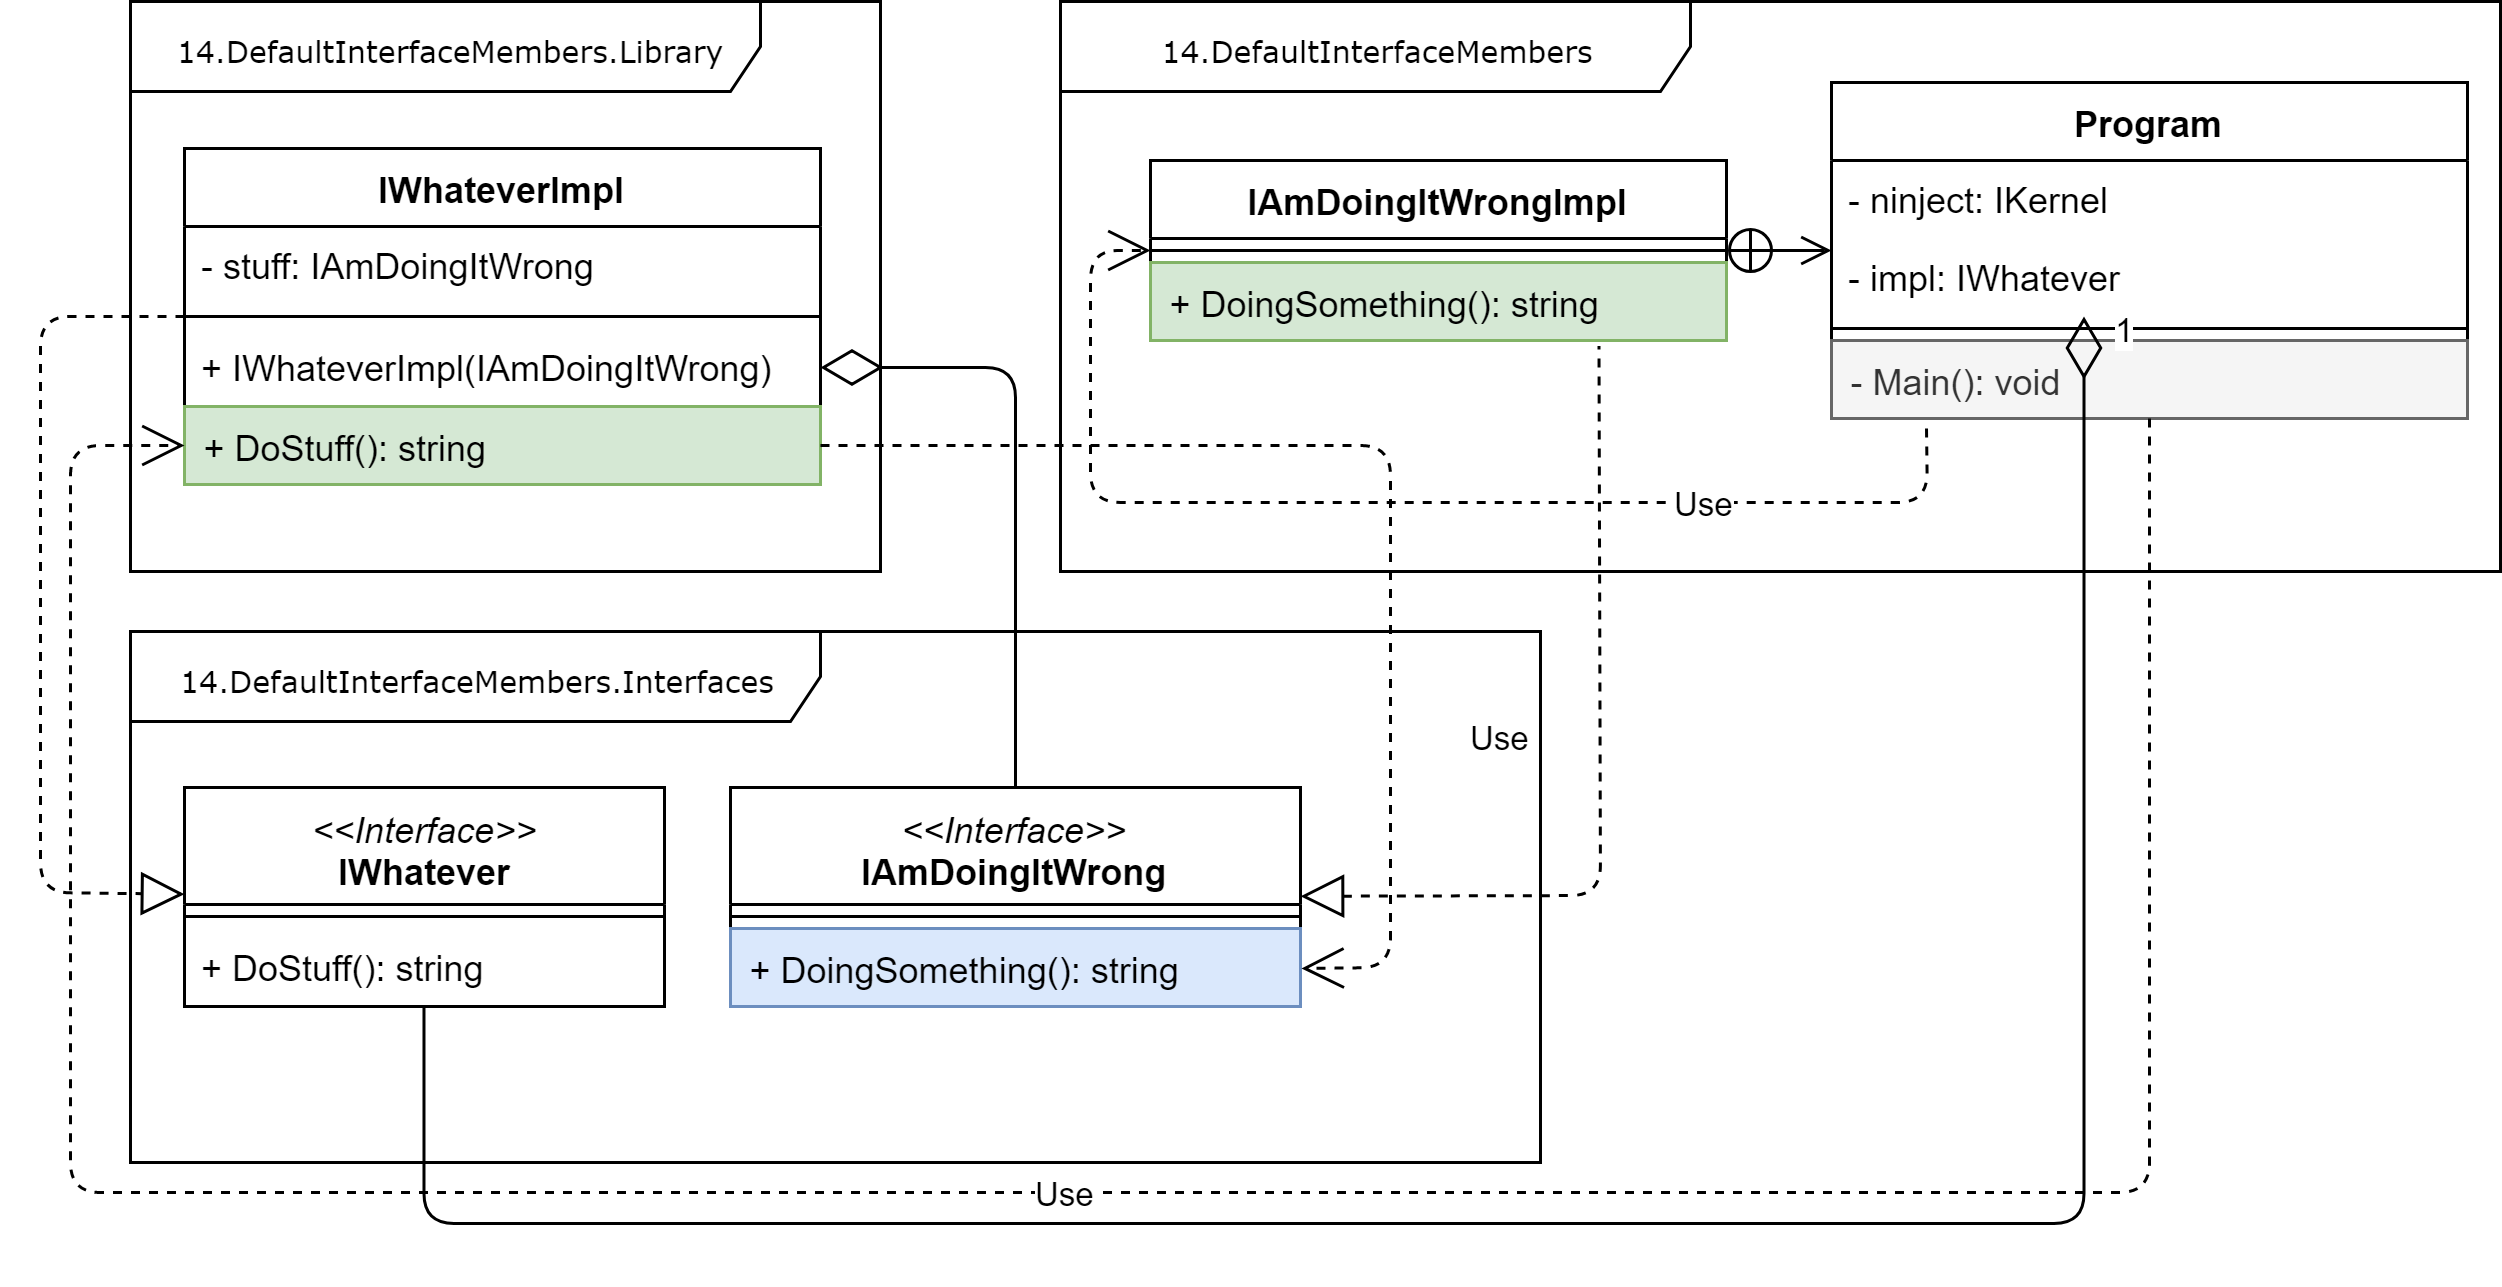 14.DefaultInterfaceMembers.Library
IWhateverImpl
- stuff: IAmDoingItWrong
+ IWhateverImpl(IAmDoingItWrong)
+ DoStuff(): string
14.DefaultInterfaceMembers
IAmDoingItWrongImpl
+ DoingSomething(): string
Program
- ninject: IKernel
- impl: IWhatever
1
- Main(): void
Use
14.DefaultInterfaceMembers.Interfaces
Use
<<Interface>>
IWhatever
+ DoStuff(): string
<<Interface>>
IAmDoingItWrong
+ DoingSomething(): string
Use